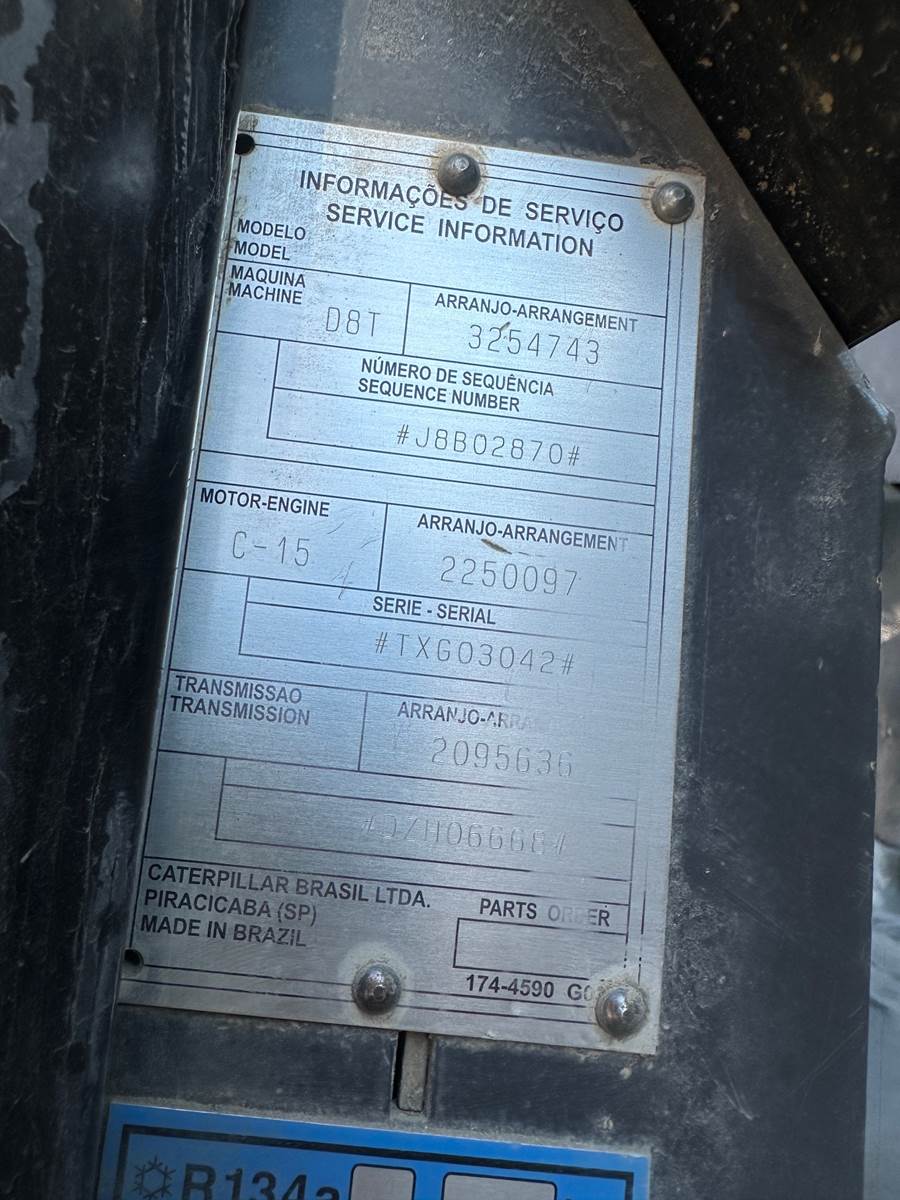 INFORMAÇÕES DE SERVIÇO
SERVICE INFORMATION
MODELO
MODEL
MAQUINA
MACHINE
D8T
ARRANJO-ARRANGEMENT
3254743
NÚMERO DE SEQUÊNCIA
SEQUENCE NUMBER
#J8B02870#
MOTOR-ENGINE
C-15
ARRANJO-ARRANGEMENT
2250097
SERIE - SERIAL
#TXG03042#
TRANSMISSAO
TRANSMISSION
2095636
CATERPILLAR BRASIL LTDA.
PIRACICABA (SP)
MADE IN BRAZIL
PARTS ORDER
174-4590
R134a